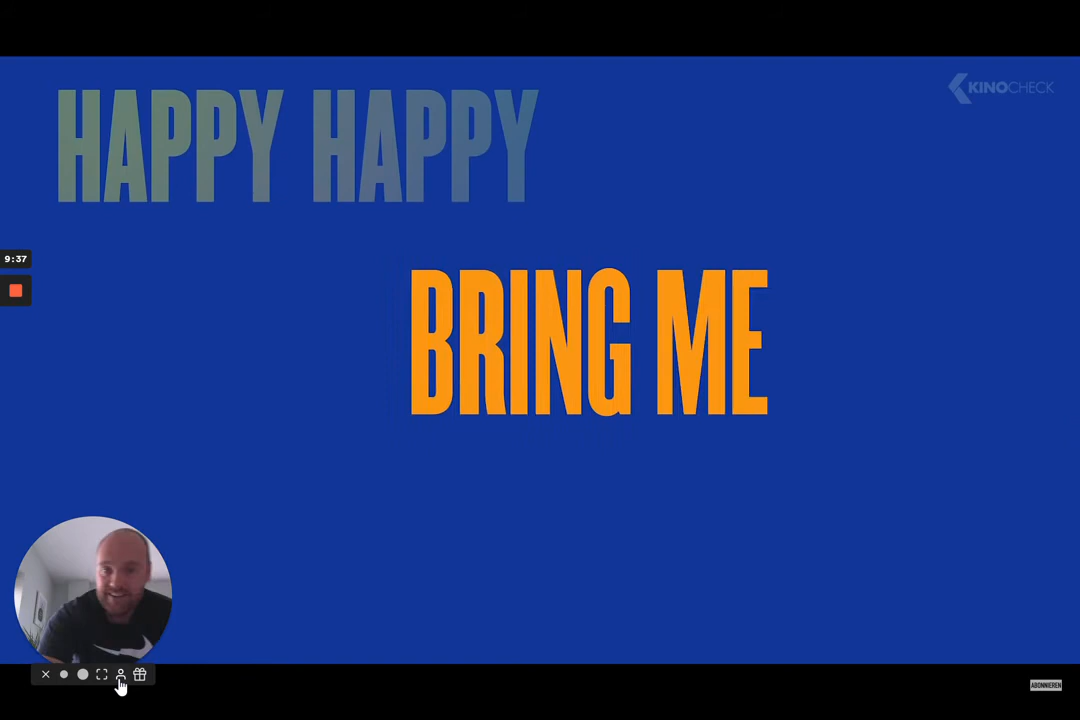 KINOCHECK
HAPPY HAPPY
9:37
BRING ME
ABONNIEREN